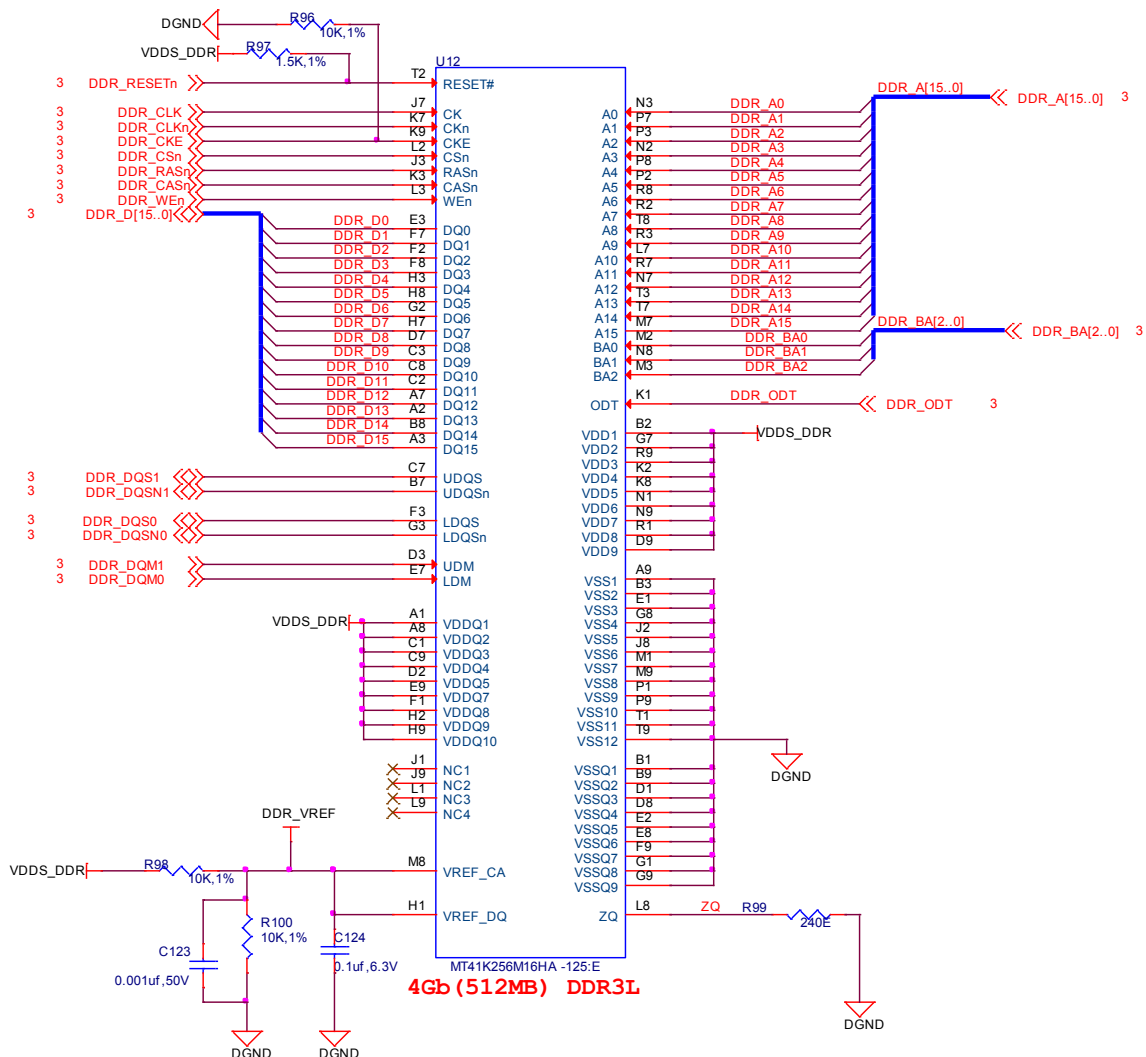 DGND
R96
10K,1%
VDDS_DDR
R97
1.5K,1%
U12
3 DDR_RESETn T2 RESET#
3 DDR_CLK J7 CK
3 DDR_CLKn K7 CKn
3 DDR_CKE K9 CKE
3 DDR_CSn L2 CSn
3 DDR_RASn J3 RASn
3 DDR_CASn K3 CASn
3 DDR_WEn L3 WEn
3 DDR_D[15..0]
DDR_D0 E3 DQ0
DDR_D1 F7 DQ1
DDR_D2 F2 DQ2
DDR_D3 F8 DQ3
DDR_D4 H3 DQ4
DDR_D5 H8 DQ5
DDR_D6 G2 DQ6
DDR_D7 H7 DQ7
DDR_D8 D7 DQ8
DDR_D9 C3 DQ9
DDR_D10 C8 DQ10
DDR_D11 C2 DQ11
DDR_D12 A7 DQ12
DDR_D13 A2 DQ13
DDR_D14 B8 DQ14
DDR_D15 A3 DQ15
3 DDR_DQS1 C7 UDQS
3 DDR_DQSN1 B7 UDQSn
3 DDR_DQS0 F3 LDQS
3 DDR_DQSN0 G3 LDQSn
3 DDR_DQM1 D3 UDM
3 DDR_DQM0 E7 LDM
VDDS_DDR
A1 VDDQ1
A8 VDDQ2
C1 VDDQ3
C9 VDDQ4
D2 VDDQ5
E9 VDDQ7
F1 VDDQ8
H2 VDDQ9
H9 VDDQ10
J1 NC1
J9 NC2
L1 NC3
L9 NC4
DDR_VREF
VDDS_DDR
R98
10K,1%
M8 VREF_CA
H1 VREF_DQ
R100
10K,1%
C123
0.001uf,50V
C124
0.1uf,6.3V
DGND
DGND
DDR_A[15..0] DDR_A[15..0] 3
A0 N3 DDR_A0
A1 P7 DDR_A1
A2 P3 DDR_A2
A3 N2 DDR_A3
A4 P8 DDR_A4
A5 P2 DDR_A5
A6 R8 DDR_A6
A7 R2 DDR_A7
A8 T8 DDR_A8
A9 R3 DDR_A9
A10 L7 DDR_A10
A11 R7 DDR_A11
A12 N7 DDR_A12
A13 T3 DDR_A13
A14 T7 DDR_A14
A15 M7 DDR_A15
DDR_BA[2..0] DDR_BA[2..0] 3
BA0 M2 DDR_BA0
BA1 N8 DDR_BA1
BA2 M3 DDR_BA2
ODT K1 DDR_ODT DDR_ODT 3
VDD1 B2 VDDS_DDR
VDD2 G7
VDD3 R9
VDD4 K2
VDD5 K8
VDD6 N1
VDD7 N9
VDD8 R1
VDD9 D9
VSS1 A9
VSS2 B3
VSS3 E1
VSS4 G8
VSS5 J2
VSS6 J8
VSS7 M1
VSS8 M9
VSS9 P1
VSS10 P9
VSS11 T1
VSS12 T9
DGND
VSSQ1 B1
VSSQ2 B9
VSSQ3 D1
VSSQ4 D8
VSSQ5 E2
VSSQ6 E8
VSSQ7 F9
VSSQ8 G1
VSSQ9 G9
ZQ L8 ZQ R99
240E
DGND
MT41K256M16HA -125:E
4Gb(512MB) DDR3L